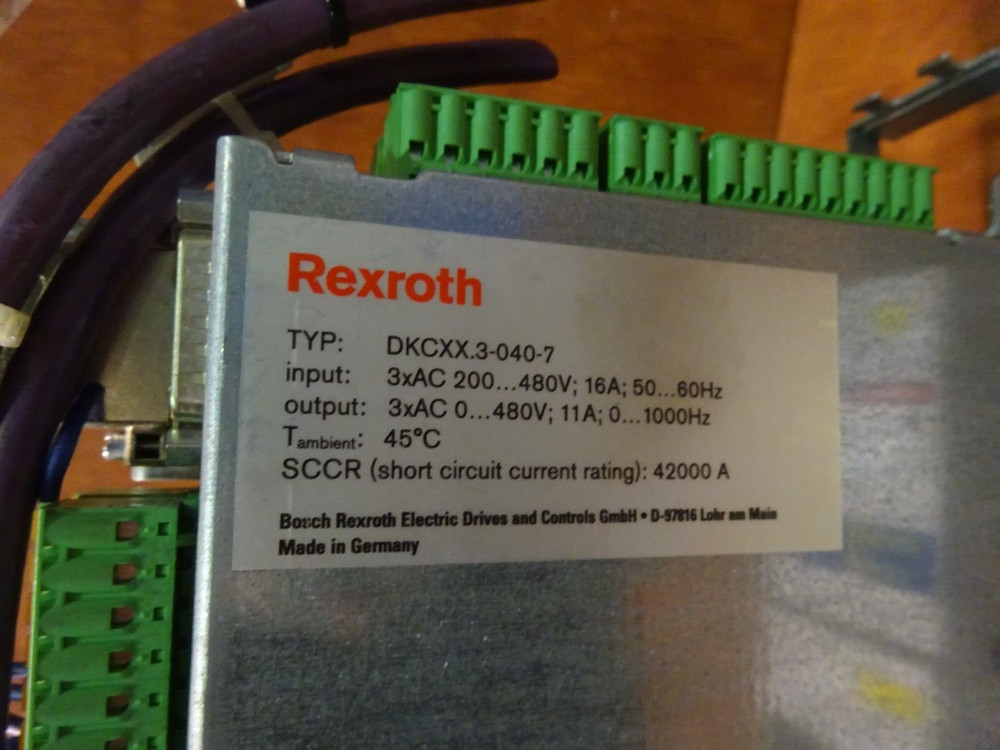 Rexroth
TYP: DKCXX.3-040-7
input: 3xAC 200...480V; 16A; 50...60Hz
output: 3xAC 0...480V; 11A; 0...1000Hz
Tambient: 45°C
SCCR (short circuit current rating): 42000 A
Bosch Rexroth Electric Drives and Controls GmbH • D-97816 Lohr am Main
Made in Germany